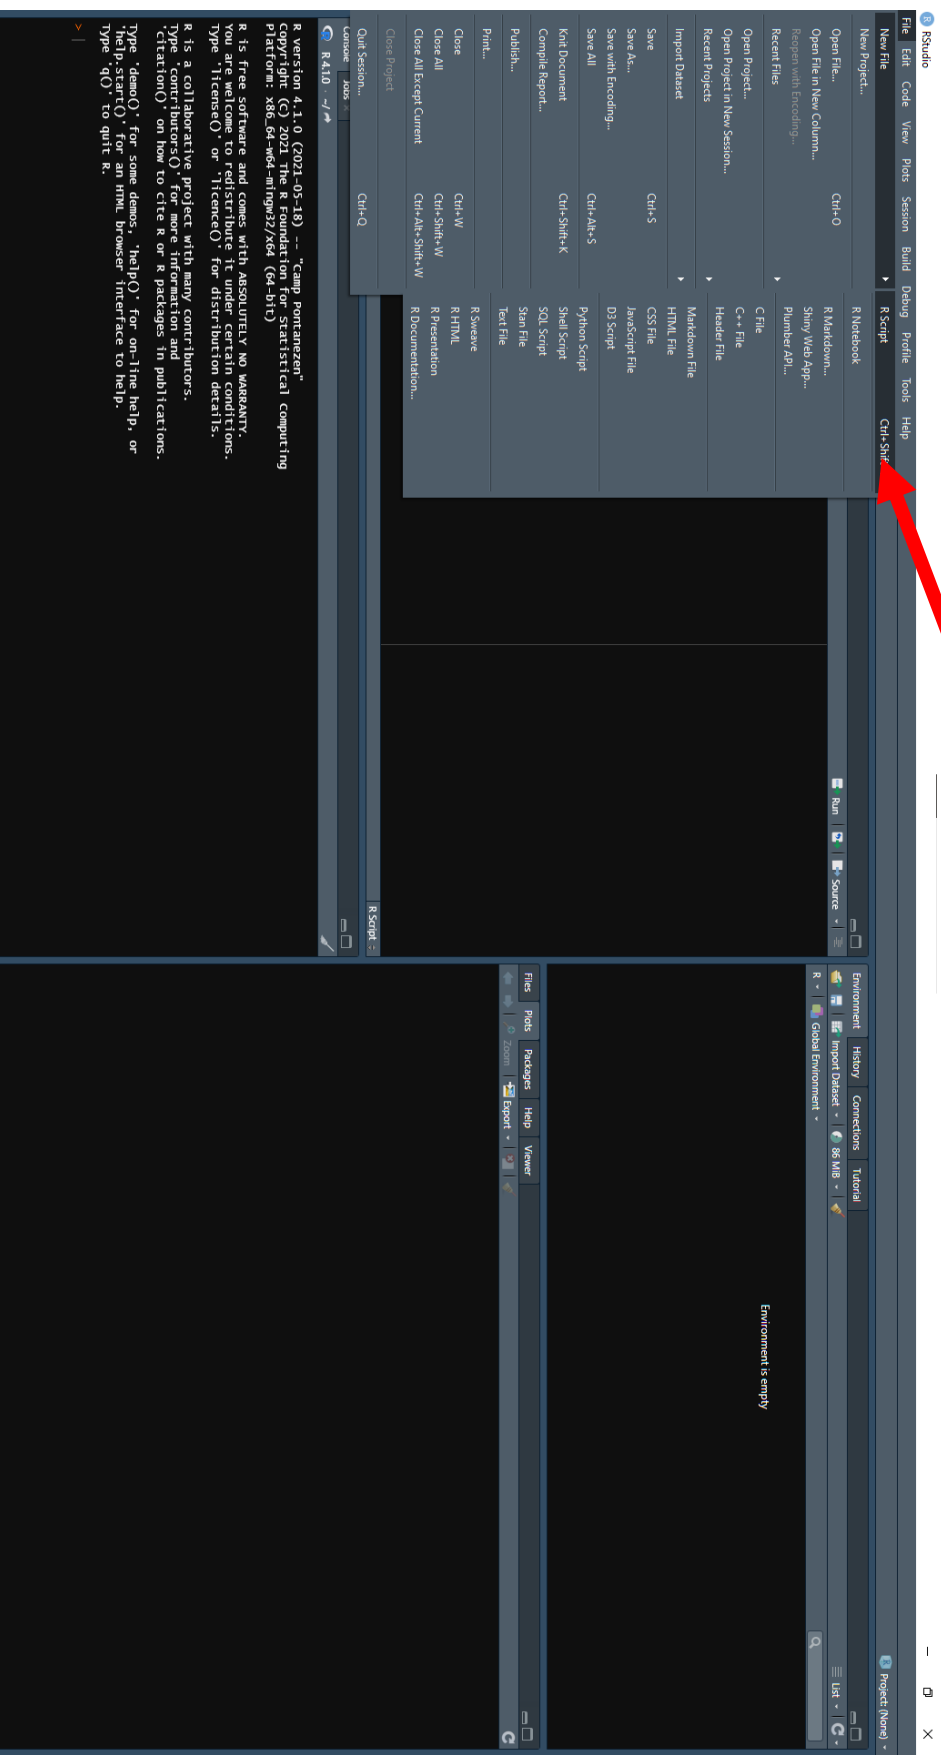 RStudio
File Edit Code View Plots Session Build Debug Profile Tools Help
New File
New Project...
Open File... Ctrl+O
Open File in New Column...
Reopen with Encoding...
Recent Files
Open Project...
Open Project in New Session...
Recent Projects
Import Dataset
Save Ctrl+S
Save As...
Save with Encoding...
Save All Ctrl+Alt+S
Knit Document Ctrl+Shift+K
Compile Report...
Publish...
Print...
Close Ctrl+W
Close All Ctrl+Shift+W
Close All Except Current Ctrl+Alt+Shift+W
Close Project
Quit Session... Ctrl+Q
R Script
R Notebook
R Markdown...
Shiny Web App...
Plumber API...
C File
C++ File
Header File
Markdown File
HTML File
CSS File
JavaScript File
D3 Script
Python Script
Shell Script
SQL Script
Stan File
Text File
R Sweave
R HTML
R Presentation
R Documentation...
Run Source
R Script
Console Jobs
R 4.1.0 · ~/
R version 4.1.0 (2021-05-18) -- "Camp Pontanezen"
Copyright (C) 2021 The R Foundation for Statistical Computing
Platform: x86_64-w64-mingw32/x64 (64-bit)
R is free software and comes with ABSOLUTELY NO WARRANTY.
You are welcome to redistribute it under certain conditions.
Type 'license()' or 'licence()' for distribution details.
R is a collaborative project with many contributors.
Type 'contributors()' for more information and
'citation()' on how to cite R or R packages in publications.
Type 'demo()' for some demos, 'help()' for on-line help, or
'help.start()' for an HTML browser interface to help.
Type 'q()' to quit R.
>
Project: (None)
Environment History Connections Tutorial
Import Dataset 86 MiB List
R Global Environment
Environment is empty
Files Plots Packages Help Viewer
Zoom Export